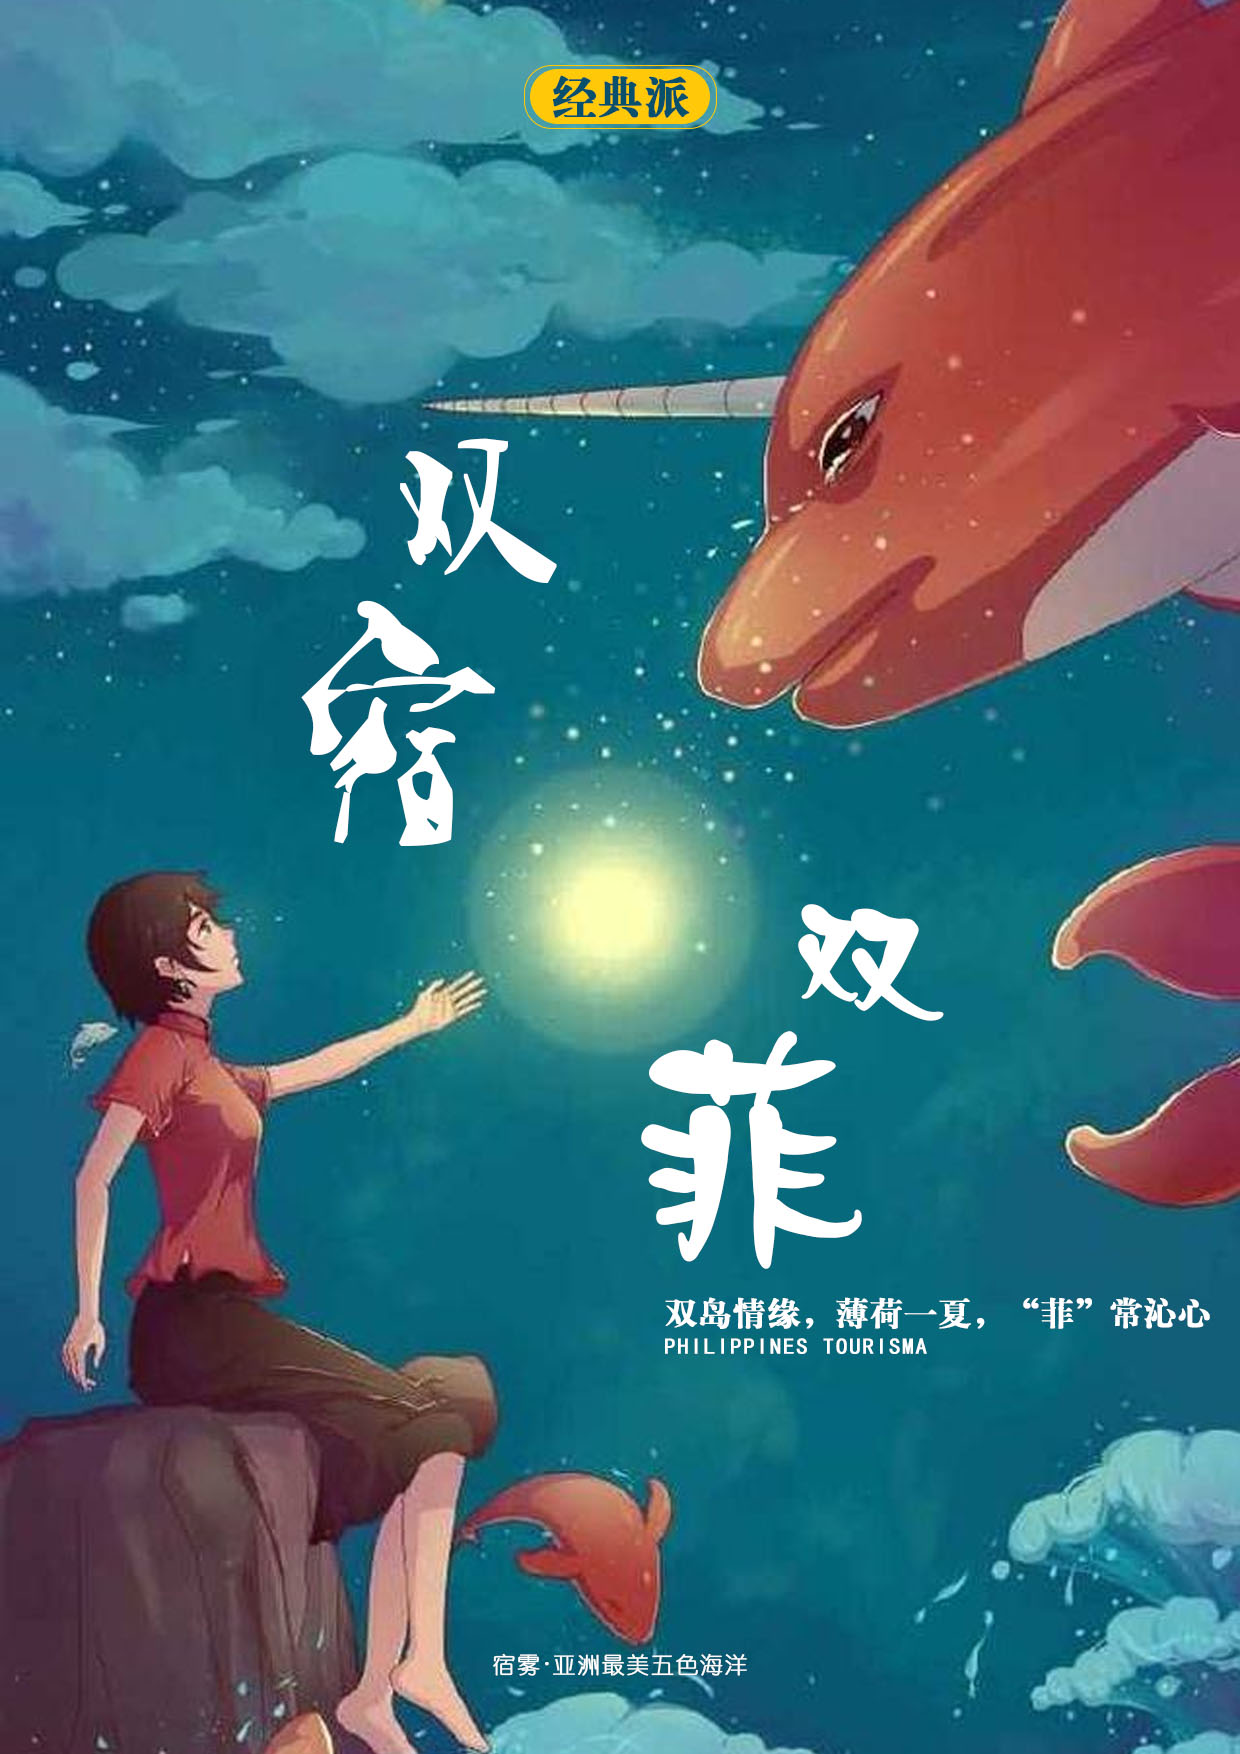 经典派
双
宿
双
菲
双岛情缘，薄荷一夏，“菲”常沁心
PHILIPPINES TOURISMA
宿雾·亚洲最美五色海洋